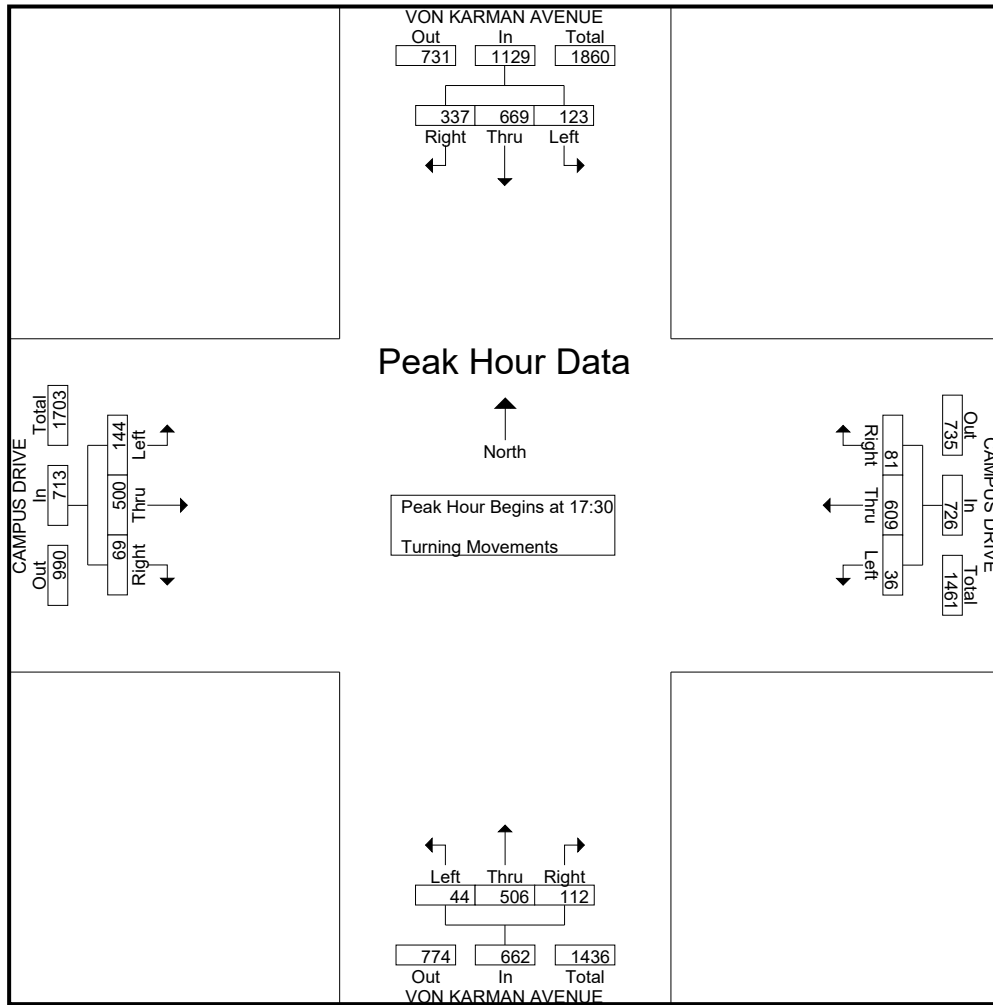 VON KARMAN AVENUE
Out In Total
731 1129 1860
337 669 123
Right Thru Left
Peak Hour Data
North
Peak Hour Begins at 17:30
Turning Movements
CAMPUS DRIVE
Out In Total
990 713 1703
69 500 144
Right Thru Left
CAMPUS DRIVE
Out In Total
735 726 1461
81 609 36
Right Thru Left
Left Thru Right
44 506 112
774 662 1436
Out In Total
VON KARMAN AVENUE